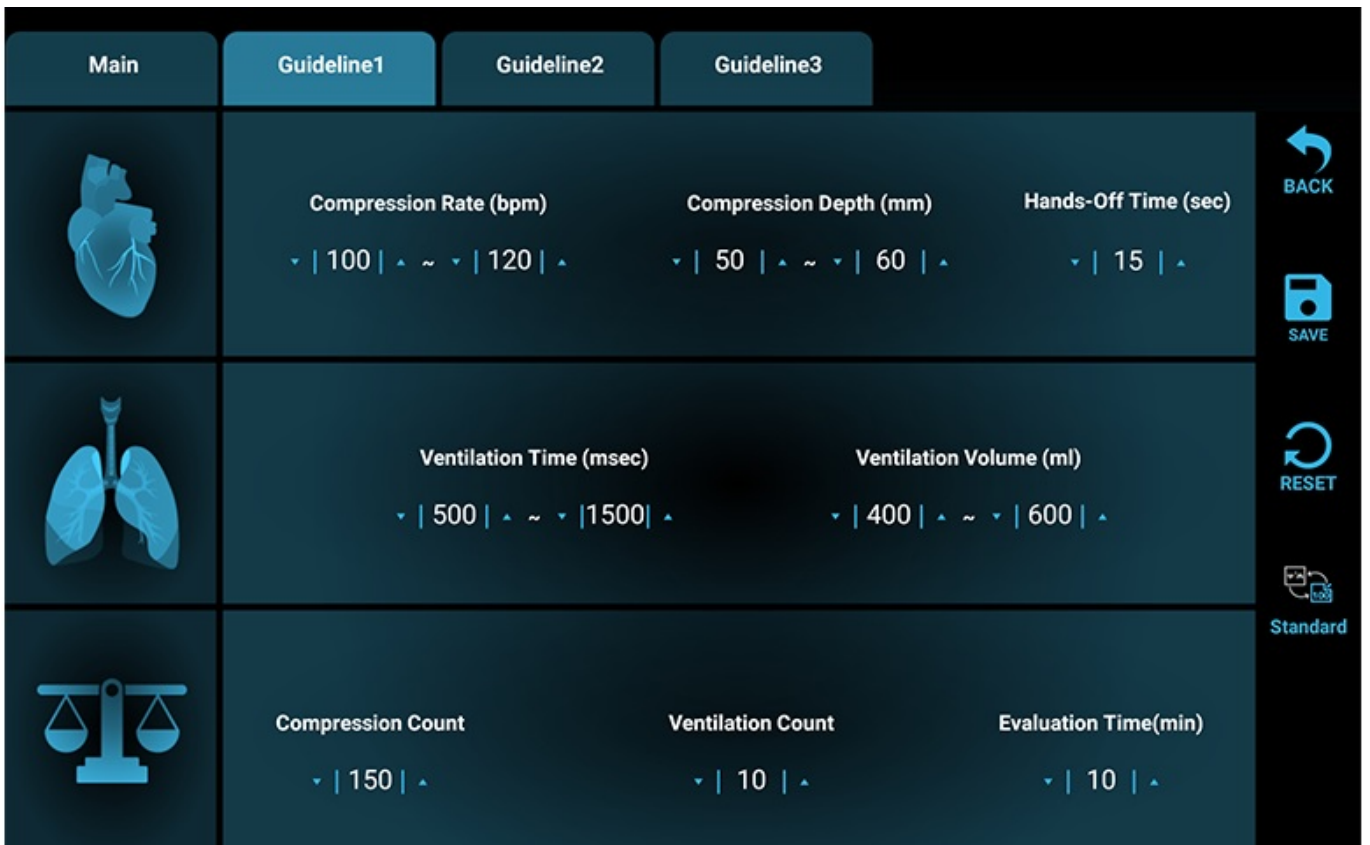 Main Guideline1 Guideline2 Guideline3
BACK
Compression Rate (bpm) Compression Depth (mm) Hands-Off Time (sec)
100 ~ 120 50 ~ 60 15
SAVE
Ventilation Time (msec) Ventilation Volume (ml)
RESET
500 ~ 1500 400 ~ 600
100
Standard
Compression Count Ventilation Count Evaluation Time(min)
150 10 10